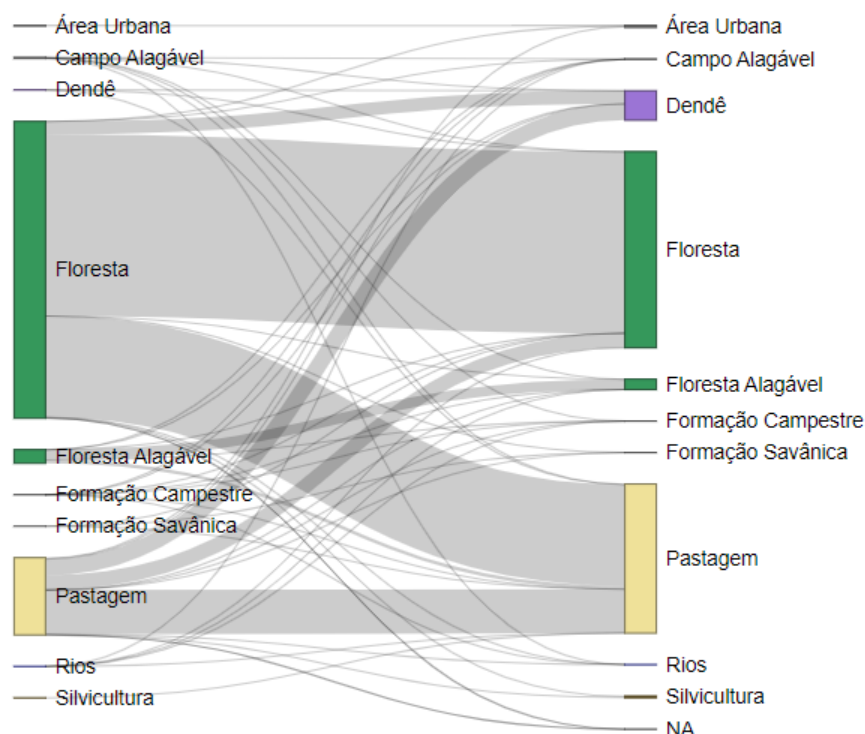 Área Urbana
Campo Alagável
Dendê
Floresta
Floresta Alagável
Formação Campestre
Formação Savânica
Pastagem
Rios
Silvicultura
Área Urbana
Campo Alagável
Dendê
Floresta
Floresta Alagável
Formação Campestre
Formação Savânica
Pastagem
Rios
Silvicultura
NA